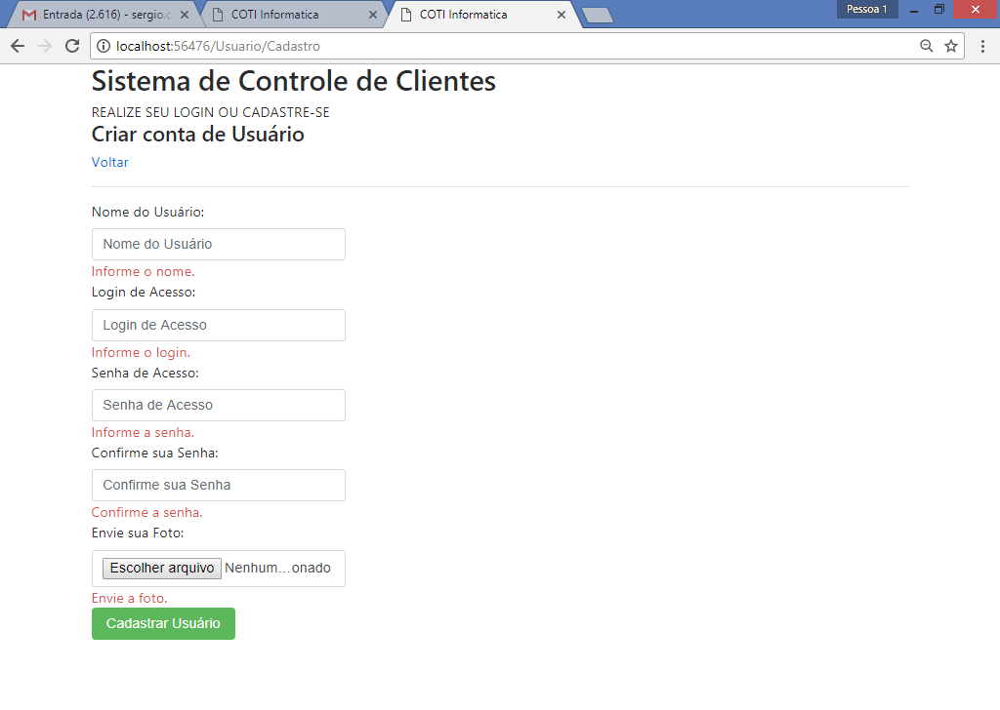 Entrada (2.616) - sergio.c
COTI Informatica
COTI Informatica
Pessoa 1
localhost:56476/Usuario/Cadastro
Sistema de Controle de Clientes
REALIZE SEU LOGIN OU CADASTRE-SE
Criar conta de Usuário
Voltar
Nome do Usuário:
Nome do Usuário
Informe o nome.
Login de Acesso:
Login de Acesso
Informe o login.
Senha de Acesso:
Senha de Acesso
Informe a senha.
Confirme sua Senha:
Confirme sua Senha
Confirme a senha.
Envie sua Foto:
Escolher arquivo Nenhum...onado
Envie a foto.
Cadastrar Usuário